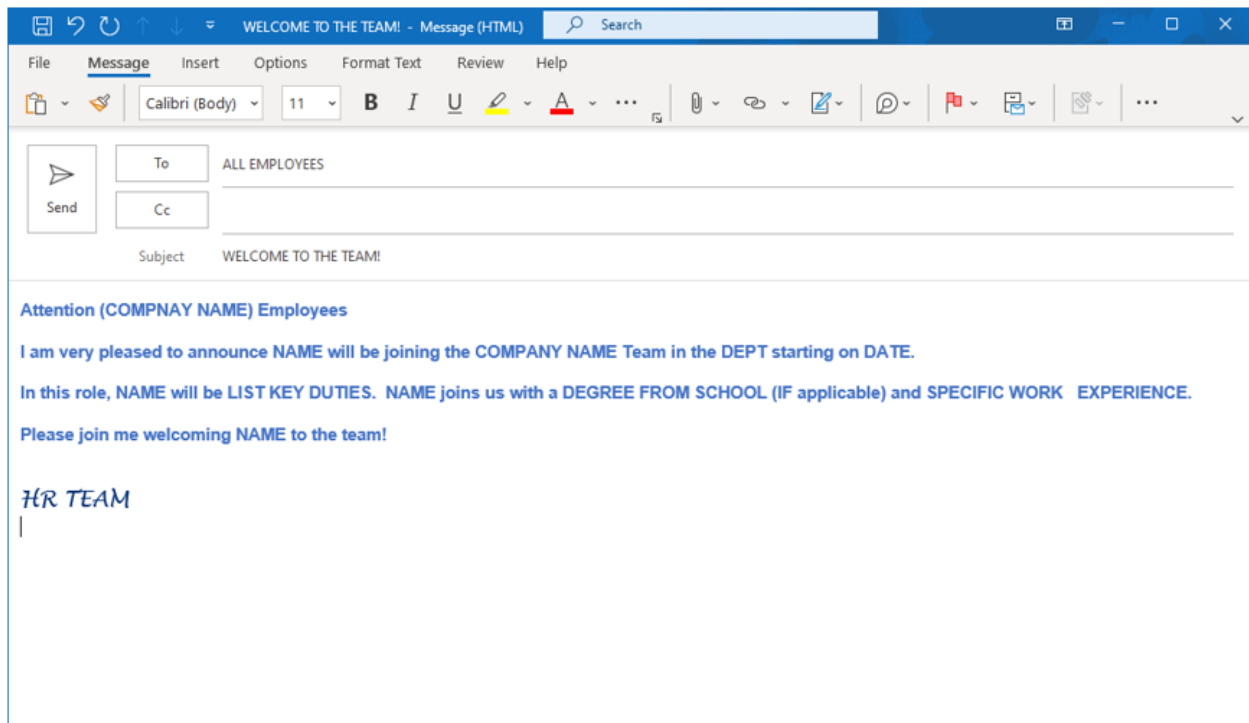 WELCOME TO THE TEAM! - Message (HTML) Search
File Message Insert Options Format Text Review Help
Calibri (Body) 11 B I U A
To ALL EMPLOYEES
Send Cc
Subject WELCOME TO THE TEAM!
Attention (COMPNAY NAME) Employees
I am very pleased to announce NAME will be joining the COMPANY NAME Team in the DEPT starting on DATE.
In this role, NAME will be LIST KEY DUTIES.  NAME joins us with a DEGREE FROM SCHOOL (IF applicable) and SPECIFIC WORK   EXPERIENCE.
Please join me welcoming NAME to the team!
HR TEAM